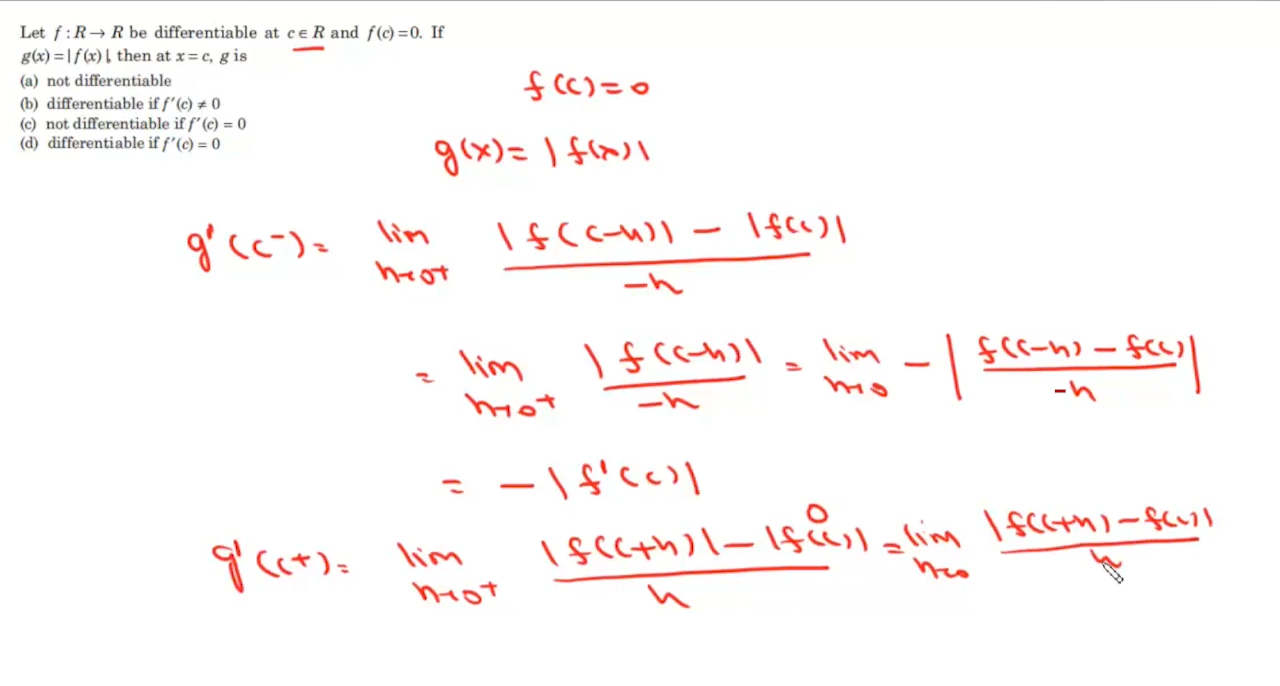 Let f : R → R be differentiable at c ∈ R and f(c) = 0. If
g(x) = |f(x)|, then at x = c, g is
(a) not differentiable
(b) differentiable if f′(c) ≠ 0
(c) not differentiable if f′(c) = 0
(d) differentiable if f′(c) = 0
f(c) = 0
g(x) = |f(x)|
g'(c⁻) = lim h→0+ |f(c-h)| - |f(c)| / -h
= lim h→0+ |f(c-h)| / -h = lim h→0 - | f(c-h) - f(c) / -h |
= - |f'(c)|
g'(c+) = lim h→0+ |f(c+h)| - |f(c)| 0 / h = lim h→0 |f(c+h) - f(c)| / h